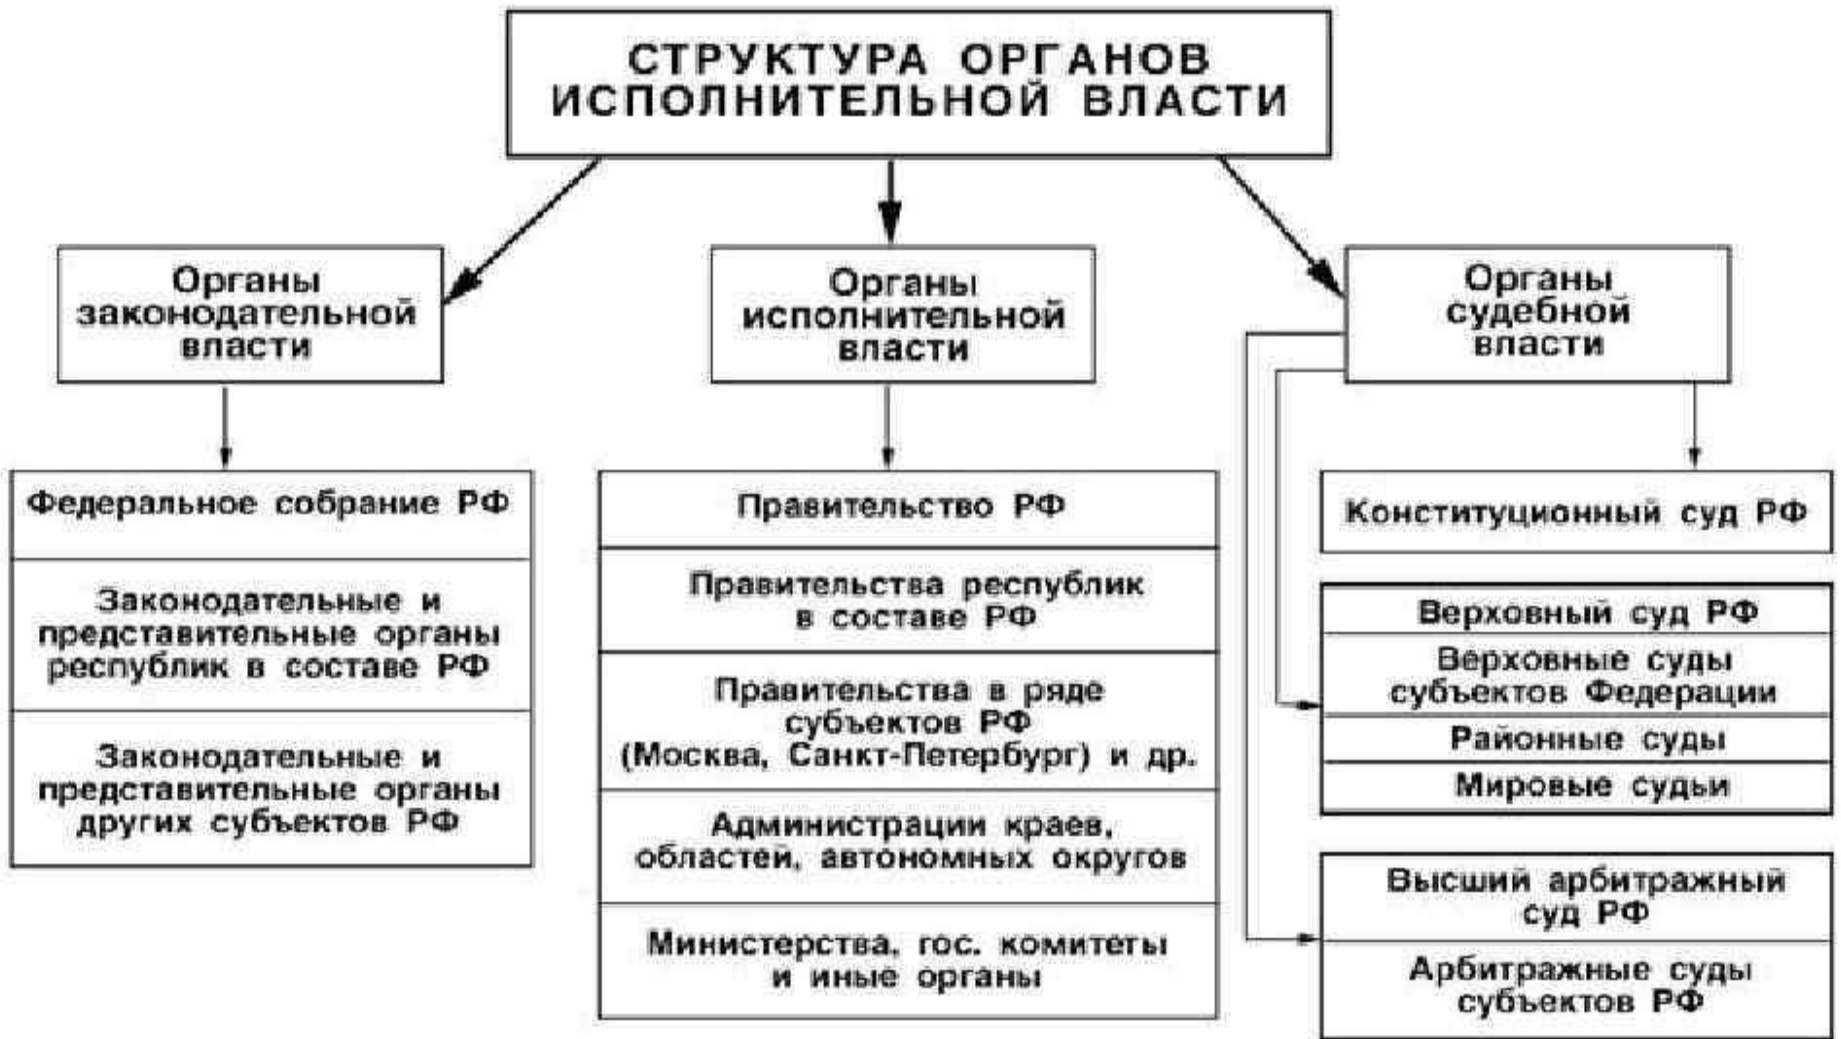 СТРУКТУРА ОРГАНОВ
ИСПОЛНИТЕЛЬНОЙ ВЛАСТИ
Органы
законодательной
власти
Органы
исполнительной
власти
Органы
судебной
власти
Федеральное собрание РФ
Законодательные и
представительные органы
республик в составе РФ
Законодательные и
представительные органы
других субъектов РФ
Правительство РФ
Правительства республик
в составе РФ
Правительства в ряде
субъектов РФ
(Москва, Санкт-Петербург) и др.
Администрации краев,
областей, автономных округов
Министерства, гос. комитеты
и иные органы
Конституционный суд РФ
Верховный суд РФ
Верховные суды
субъектов Федерации
Районные суды
Мировые судьи
Высший арбитражный
суд РФ
Арбитражные суды
субъектов РФ